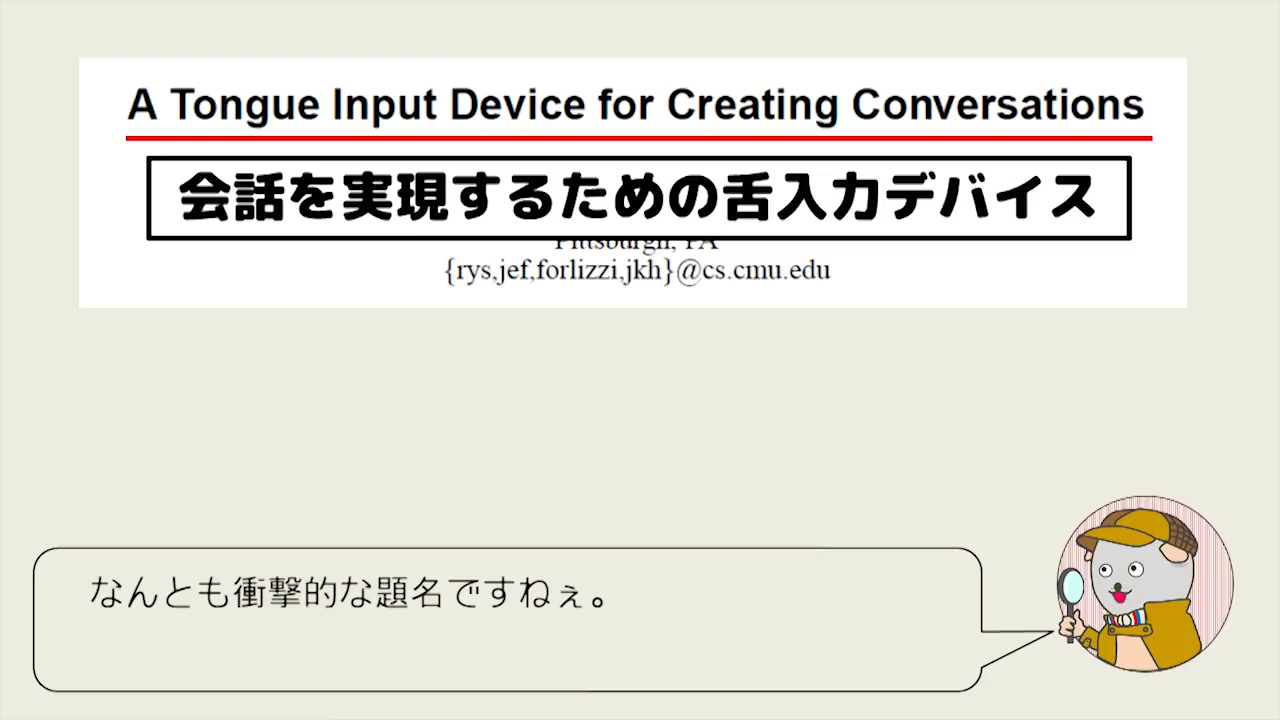 A Tongue Input Device for Creating Conversations
会話を実現するための舌入力デバイス
Pittsburgh, PA
{rys,jef,forlizzi,jkh}@cs.cmu.edu
なんとも衝撃的な題名ですねぇ。